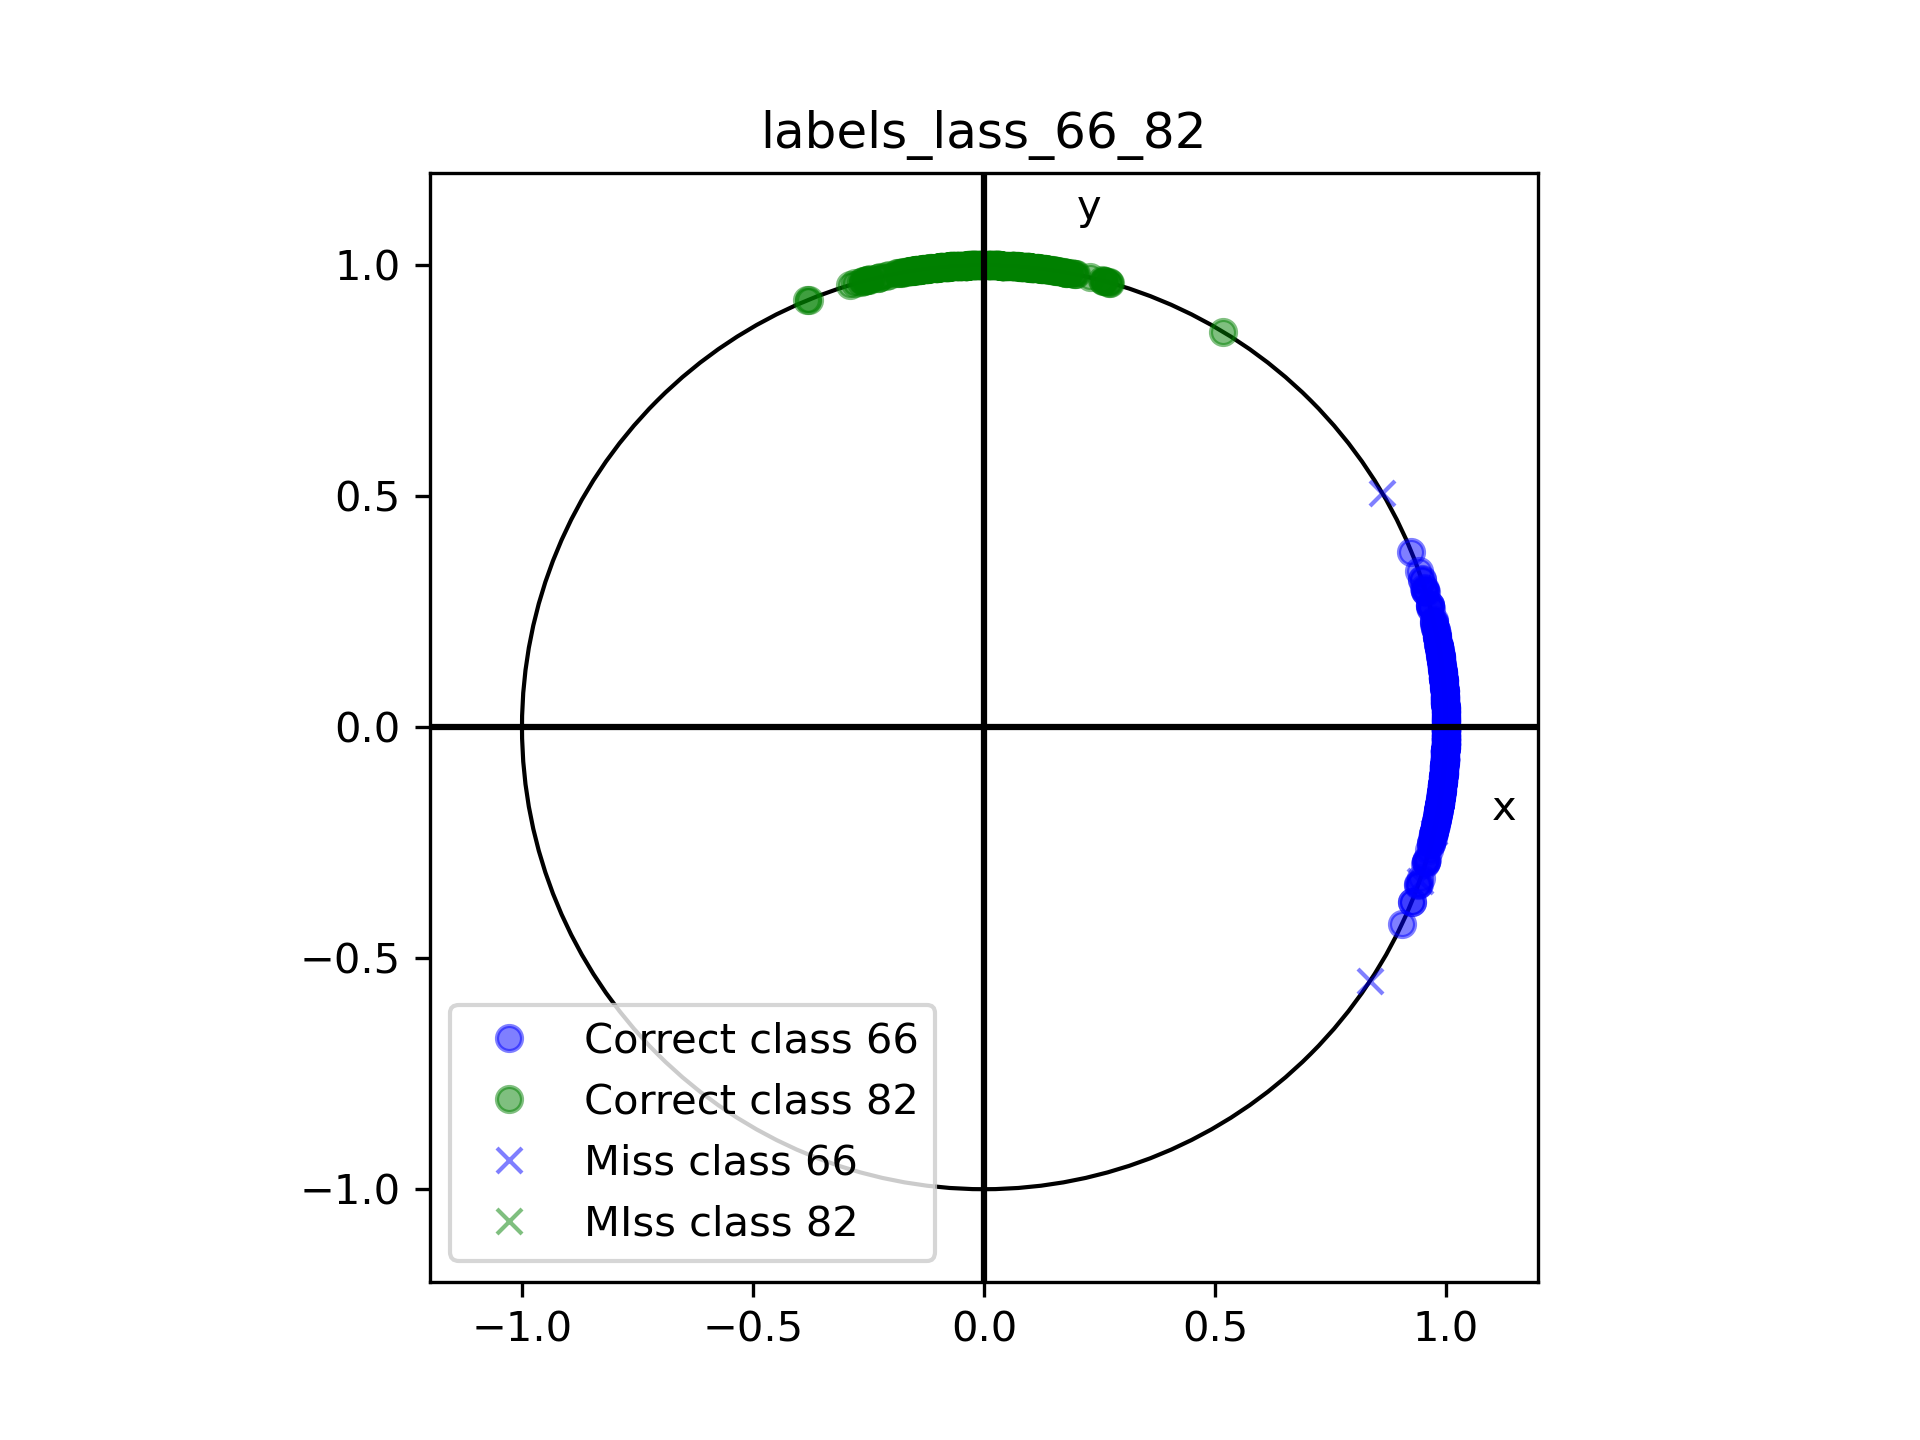 labels_lass_66_82
y
1.0
0.5
0.0
x
−0.5
−1.0
Correct class 66
Correct class 82
Miss class 66
MIss class 82
−1.0 −0.5 0.0 0.5 1.0